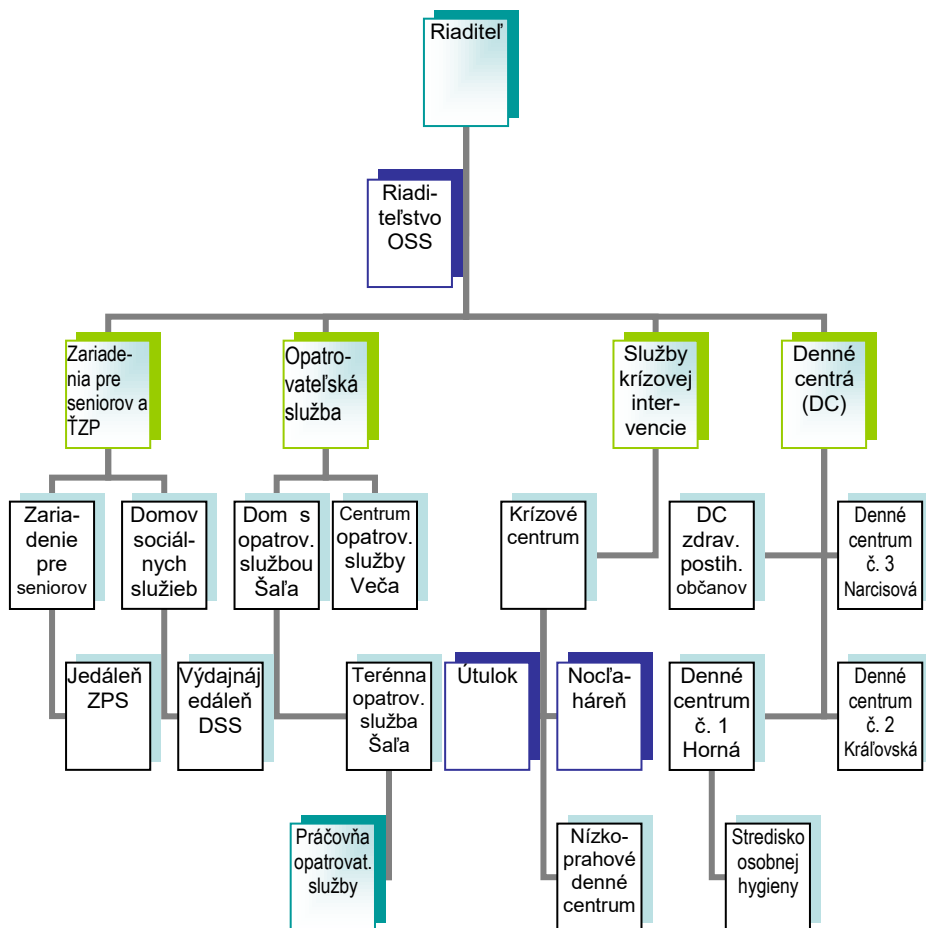 Riaditeľ
Riadi-
teľstvo
OSS
Zariade-
nia pre
seniorov a
ŤZP
Opatro-
vateľská
služba
Služby
krízovej
inter-
vencie
Denné
centrá
(DC)
Zaria-
denie
pre
seniorov
Domov
sociál-
nych
služieb
Dom s
opatrov.
službou
Šaľa
Centrum
opatrov.
služby
Veča
Krízové
centrum
DC
zdrav.
postih.
občanov
Denné
centrum
č. 3
Narcisová
Jedáleň
ZPS
Výdajnáj
edáleň
DSS
Terénna
opatrov.
služba
Šaľa
Útulok
Nocľa-
háreň
Denné
centrum
č. 1
Horná
Denné
centrum
č. 2
Kráľovská
Práčovňa
opatrovat.
služby
Nízko-
prahové
denné
centrum
Stredisko
osobnej
hygieny